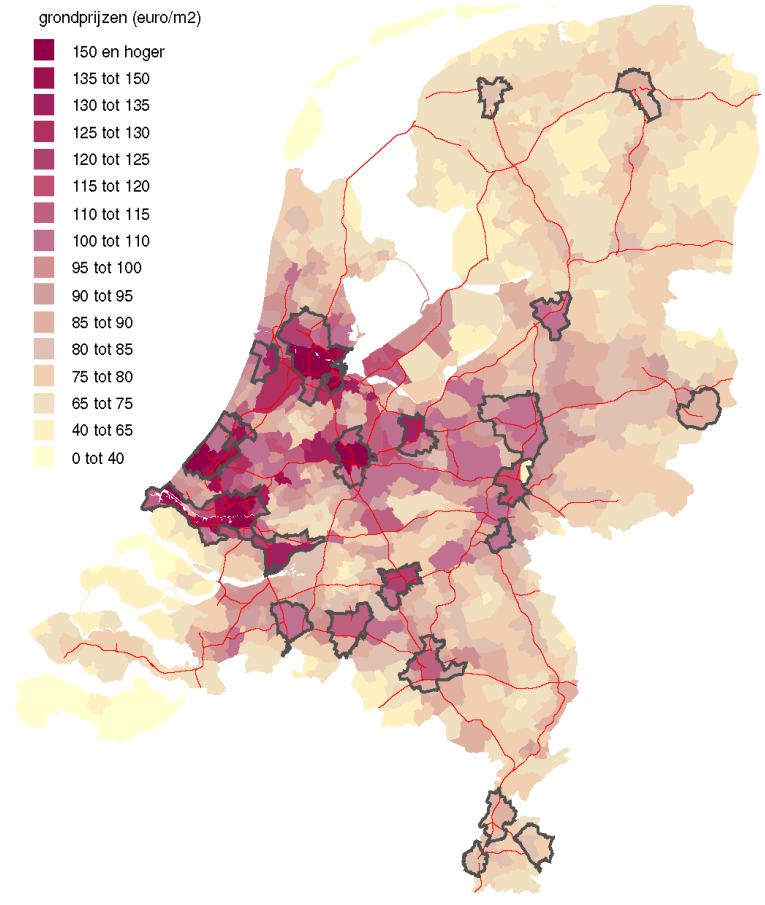 grondprijzen (euro/m2)
150 en hoger
135 tot 150
130 tot 135
125 tot 130
120 tot 125
115 tot 120
110 tot 115
100 tot 110
95 tot 100
90 tot 95
85 tot 90
80 tot 85
75 tot 80
65 tot 75
40 tot 65
0 tot 40